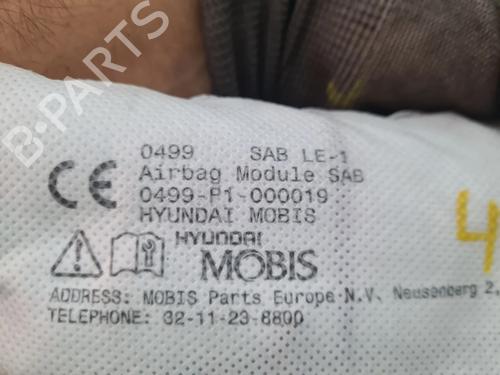 0499 SAB LE-1
CE Airbag Module SAB
0499-P1-000019
HYUNDAI MOBIS
HYUNDAI
MOBIS
ADDRESS: MOBIS Parts Europe N.V. Neusenberg 2,
TELEPHONE: 32-11-23-8800
4
B-PARTS